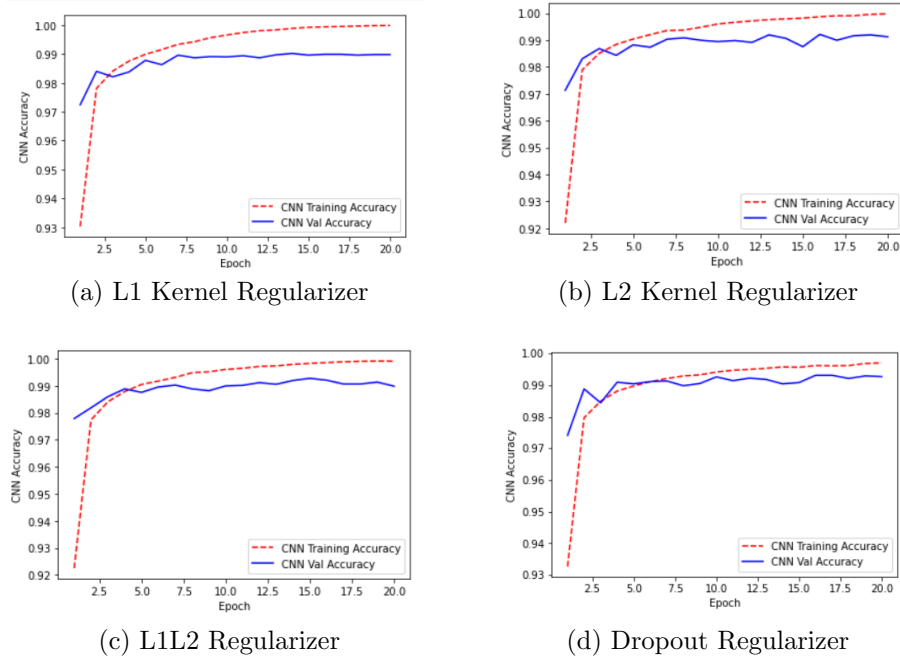 1.00
0.99
0.98
0.97
0.96
0.95
0.94
0.93
CNN Accuracy
CNN Training Accuracy
CNN Val Accuracy
2.5 5.0 7.5 10.0 12.5 15.0 17.5 20.0
Epoch
(a) L1 Kernel Regularizer
1.00
0.99
0.98
0.97
0.96
0.95
0.94
0.93
0.92
CNN Accuracy
CNN Training Accuracy
CNN Val Accuracy
2.5 5.0 7.5 10.0 12.5 15.0 17.5 20.0
Epoch
(b) L2 Kernel Regularizer
1.00
0.99
0.98
0.97
0.96
0.95
0.94
0.93
0.92
CNN Accuracy
CNN Training Accuracy
CNN Val Accuracy
2.5 5.0 7.5 10.0 12.5 15.0 17.5 20.0
Epoch
(c) L1L2 Regularizer
1.00
0.99
0.98
0.97
0.96
0.95
0.94
0.93
CNN Accuracy
CNN Training Accuracy
CNN Val Accuracy
2.5 5.0 7.5 10.0 12.5 15.0 17.5 20.0
Epoch
(d) Dropout Regularizer